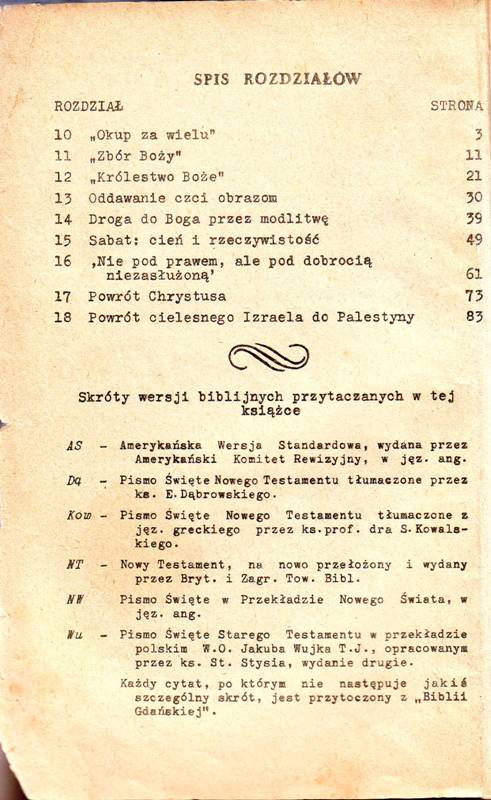 SPIS ROZDZIAŁÓW
ROZDZIAŁ STRONA
10 „Okup za wielu" 3
11 „Zbór Boży" 11
12 „Królestwo Boże" 21
13 Oddawanie czci obrazom 30
14 Droga do Boga przez modlitwę 39
15 Sabat: cień i rzeczywistość 49
16 ‚Nie pod prawem, ale pod dobrocią
niezasłużoną' 61
17 Powrót Chrystusa 73
18 Powrót cielesnego Izraela do Palestyny 83
Skróty wersji biblijnych przytaczanych w tej
książce
AS – Amerykańska Wersja Standardowa, wydana przez
Amerykański Komitet Rewizyjny, w jęz. ang.
Dą – Pismo Święte Nowego Testamentu tłumaczone przez
ks. E.Dąbrowskiego.
Kow – Pismo Święte Nowego Testamentu tłumaczone z
jęz. greckiego przez ks.prof. dra S.Kowals-
kiego.
NT – Nowy Testament, na nowo przełożony i wydany
przez Bryt. i Zagr. Tow. Bibl.
NW Pismo Święte w Przekładzie Nowego Świata, w
jęz. ang.
Wu – Pismo Święte Starego Testamentu w przekładzie
polskim W.O. Jakuba Wujka T.J., opracowanym
przez ks. St. Stysia, wydanie drugie.
Każdy cytat, po którym nie następuje jakiś
szczególny skrót, jest przytoczony z „Biblii
Gdańskiej".